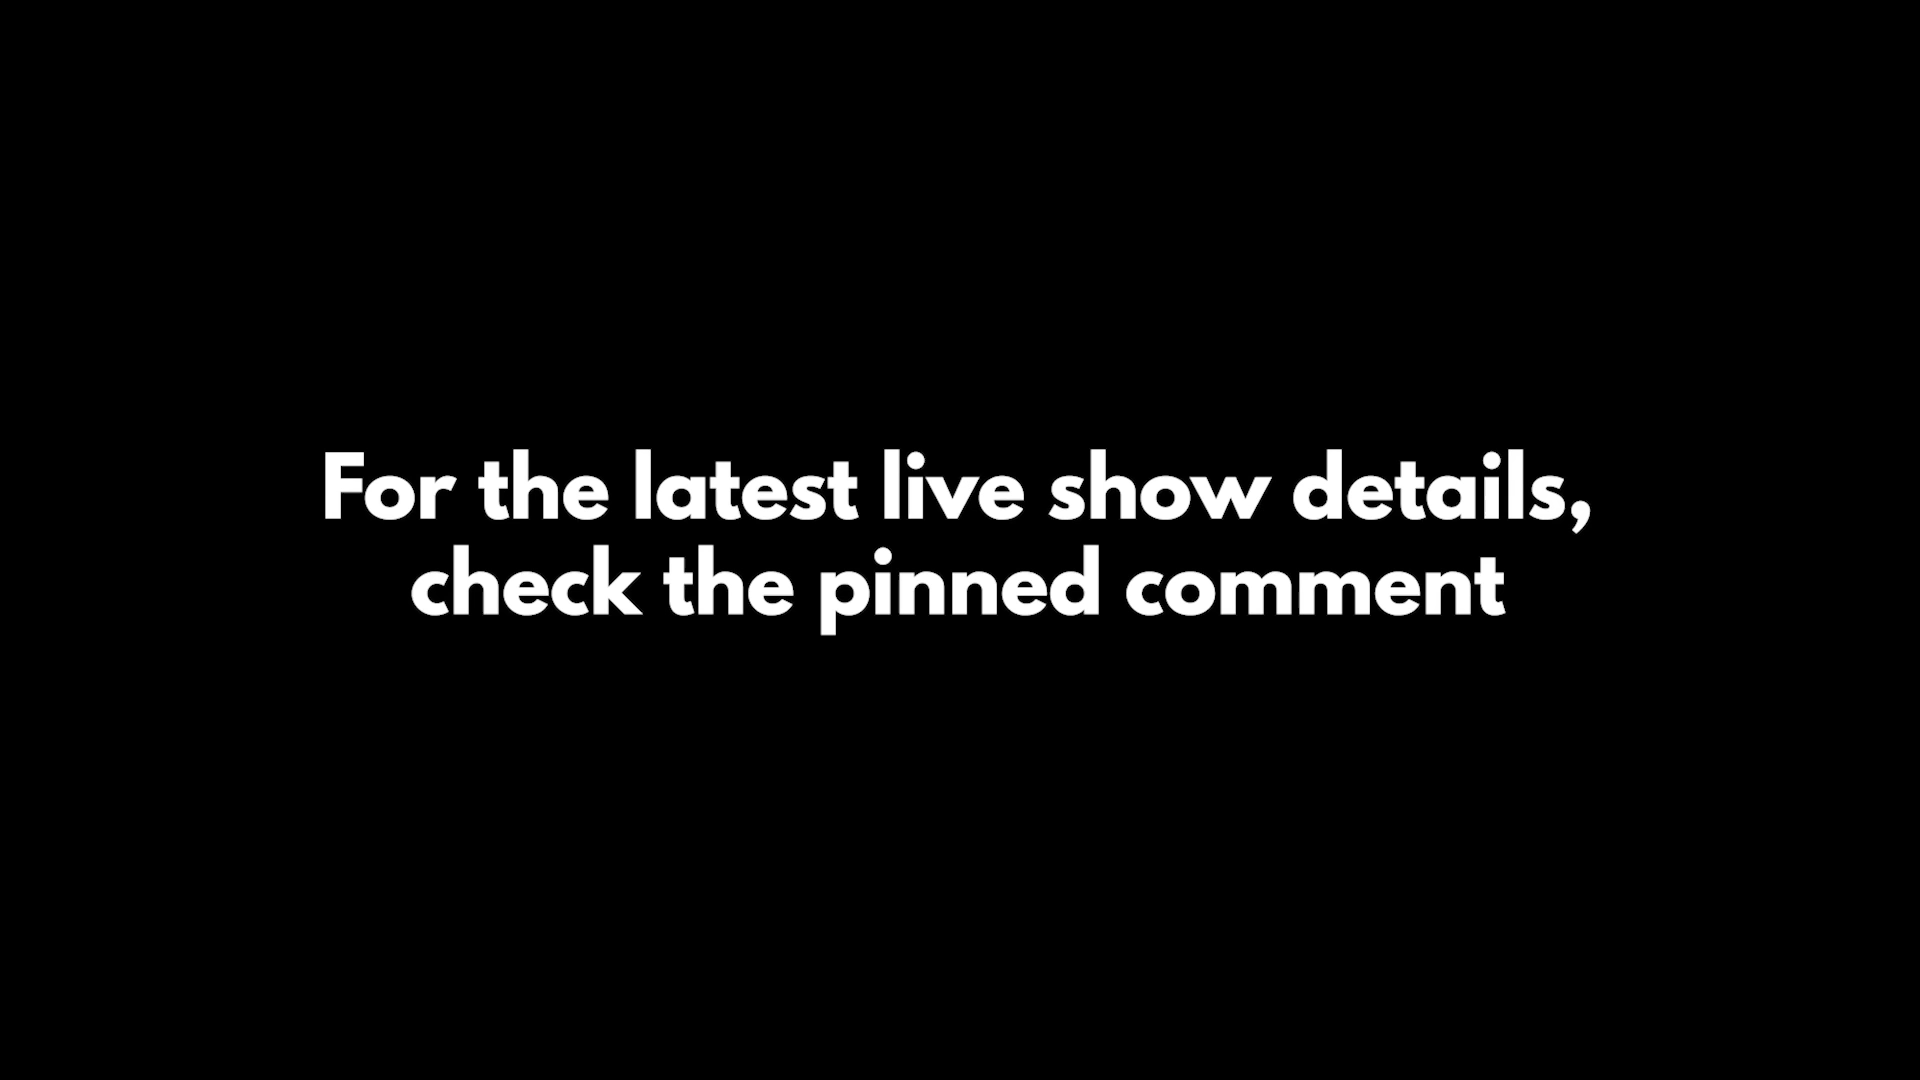 For the latest live show details,
check the pinned comment